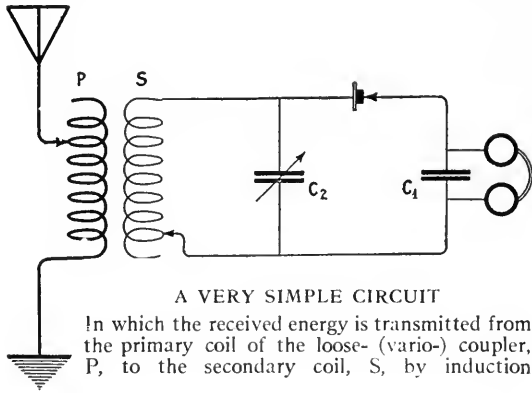 P S
C2
C1
A VERY SIMPLE CIRCUIT
In which the received energy is transmitted from
the primary coil of the loose- (vario-) coupler,
P, to the secondary coil, S, by induction